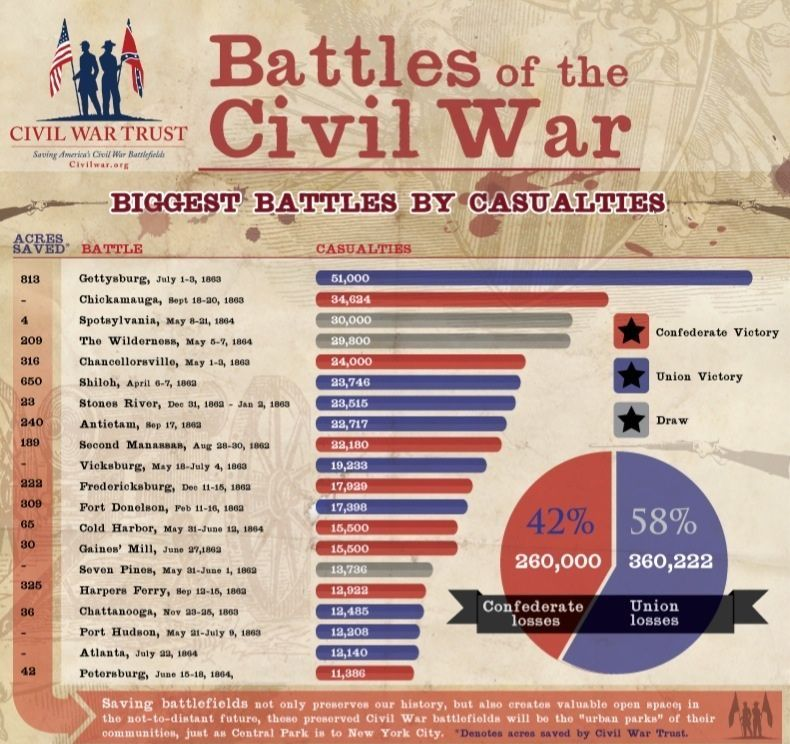 CIVIL WAR TRUST
Saving America's Civil War Battlefields
Civilwar.org
Battles of the
Civil War
BIGGEST BATTLES BY CASUALTIES
ACRES SAVED* BATTLE CASUALTIES
813 Gettysburg, July 1-3, 1863 51,000
- Chickamauga, Sept 18-20, 1863 34,624
4 Spotsylvania, May 8-21, 1864 30,000
209 The Wilderness, May 5-7, 1864 29,800
316 Chancellorsville, May 1-3, 1863 24,000
650 Shiloh, April 6-7, 1862 23,746
23 Stones River, Dec 31, 1862 - Jan 2, 1863 23,515
240 Antietam, Sep 17, 1862 22,717
189 Second Manassas, Aug 28-30, 1862 22,180
- Vicksburg, May 18-July 4, 1863 19,233
222 Fredericksburg, Dec 11-15, 1862 17,929
309 Fort Donelson, Feb 11-16, 1862 17,398
65 Cold Harbor, May 31-June 12, 1864 15,500
30 Gaines' Mill, June 27,1862 15,500
- Seven Pines, May 31-June 1, 1862 13,736
325 Harpers Ferry, Sep 12-15, 1862 12,922
36 Chattanooga, Nov 23-25, 1863 12,485
- Port Hudson, May 21-July 9, 1863 12,208
- Atlanta, July 22, 1864 12,140
42 Petersburg, June 15-18, 1864, 11,386
Confederate Victory
Union Victory
Draw
42% 58%
260,000 360,222
Confederate losses
Union losses
Saving battlefields not only preserves our history, but also creates valuable open space; in
the not-to-distant future, these preserved Civil War battlefields will be the "urban parks" of their
communities, just as Central Park is to New York City. *Denotes acres saved by Civil War Trust.